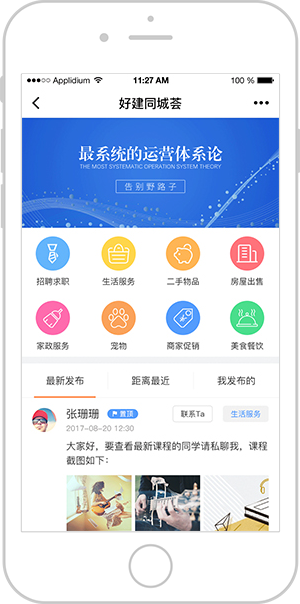 Applidium
11:27 AM
100 %
好建同城荟
最系统的运营体系论
THE MOST SYSTEMATIC OPERATION SYSTEM THEORY
告别野路子
招聘求职 生活服务 二手物品 房屋出售
家政服务 宠物 商家促销 美食餐饮
最新发布 距离最近 我发布的
张珊珊 置顶 联系Ta 生活服务
2017-08-20 12:30
大家好，要查看最新课程的同学请私聊我，课程
截图如下：